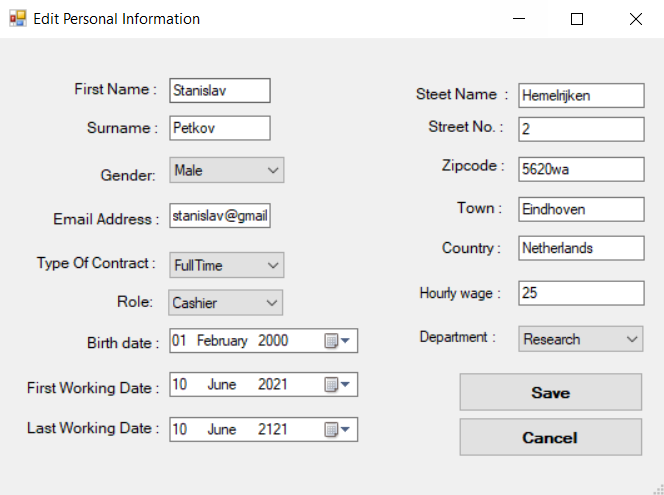 Edit Personal Information
First Name : Stanislav
Surname : Petkov
Gender: Male
Email Address : stanislav@gmail
Type Of Contract : FullTime
Role: Cashier
Birth date : 01 February 2000
First Working Date : 10 June 2021
Last Working Date : 10 June 2121
Steet Name : Hemelrijken
Street No. : 2
Zipcode : 5620wa
Town : Eindhoven
Country : Netherlands
Hourly wage : 25
Department : Research
Save
Cancel